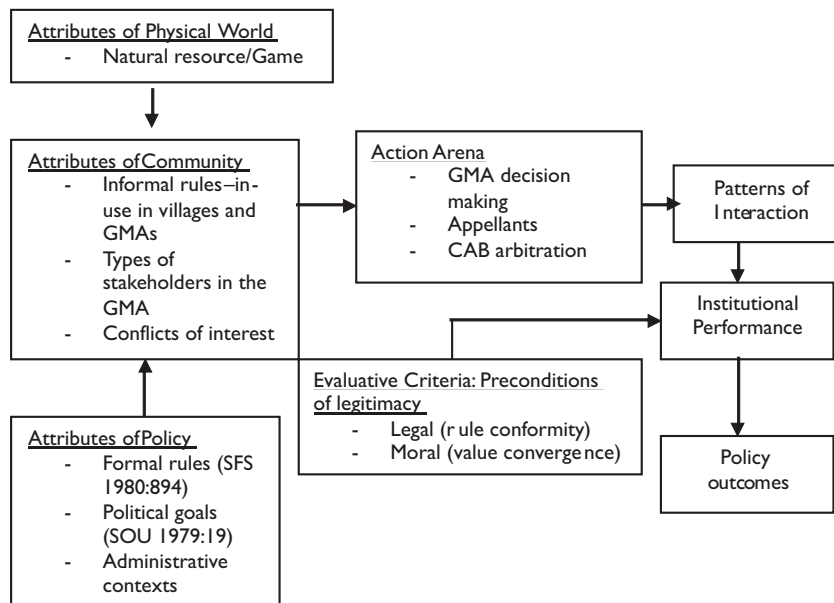 Attributes of Physical World
- Natural resource/Game
Attributes of Community
- Informal rules–in-
use in villages and
GMAs
- Types of
stakeholders in the
GMA
- Conflicts of interest
Attributes of Policy
- Formal rules (SFS
1980:894)
- Political goals
(SOU 1979:19)
- Administrative
contexts
Action Arena
- GMA decision
making
- Appellants
- CAB arbitration
Evaluative Criteria: Preconditions
of legitimacy
- Legal (rule conformity)
- Moral (value convergence)
Patterns of
Interaction
Institutional
Performance
Policy
outcomes